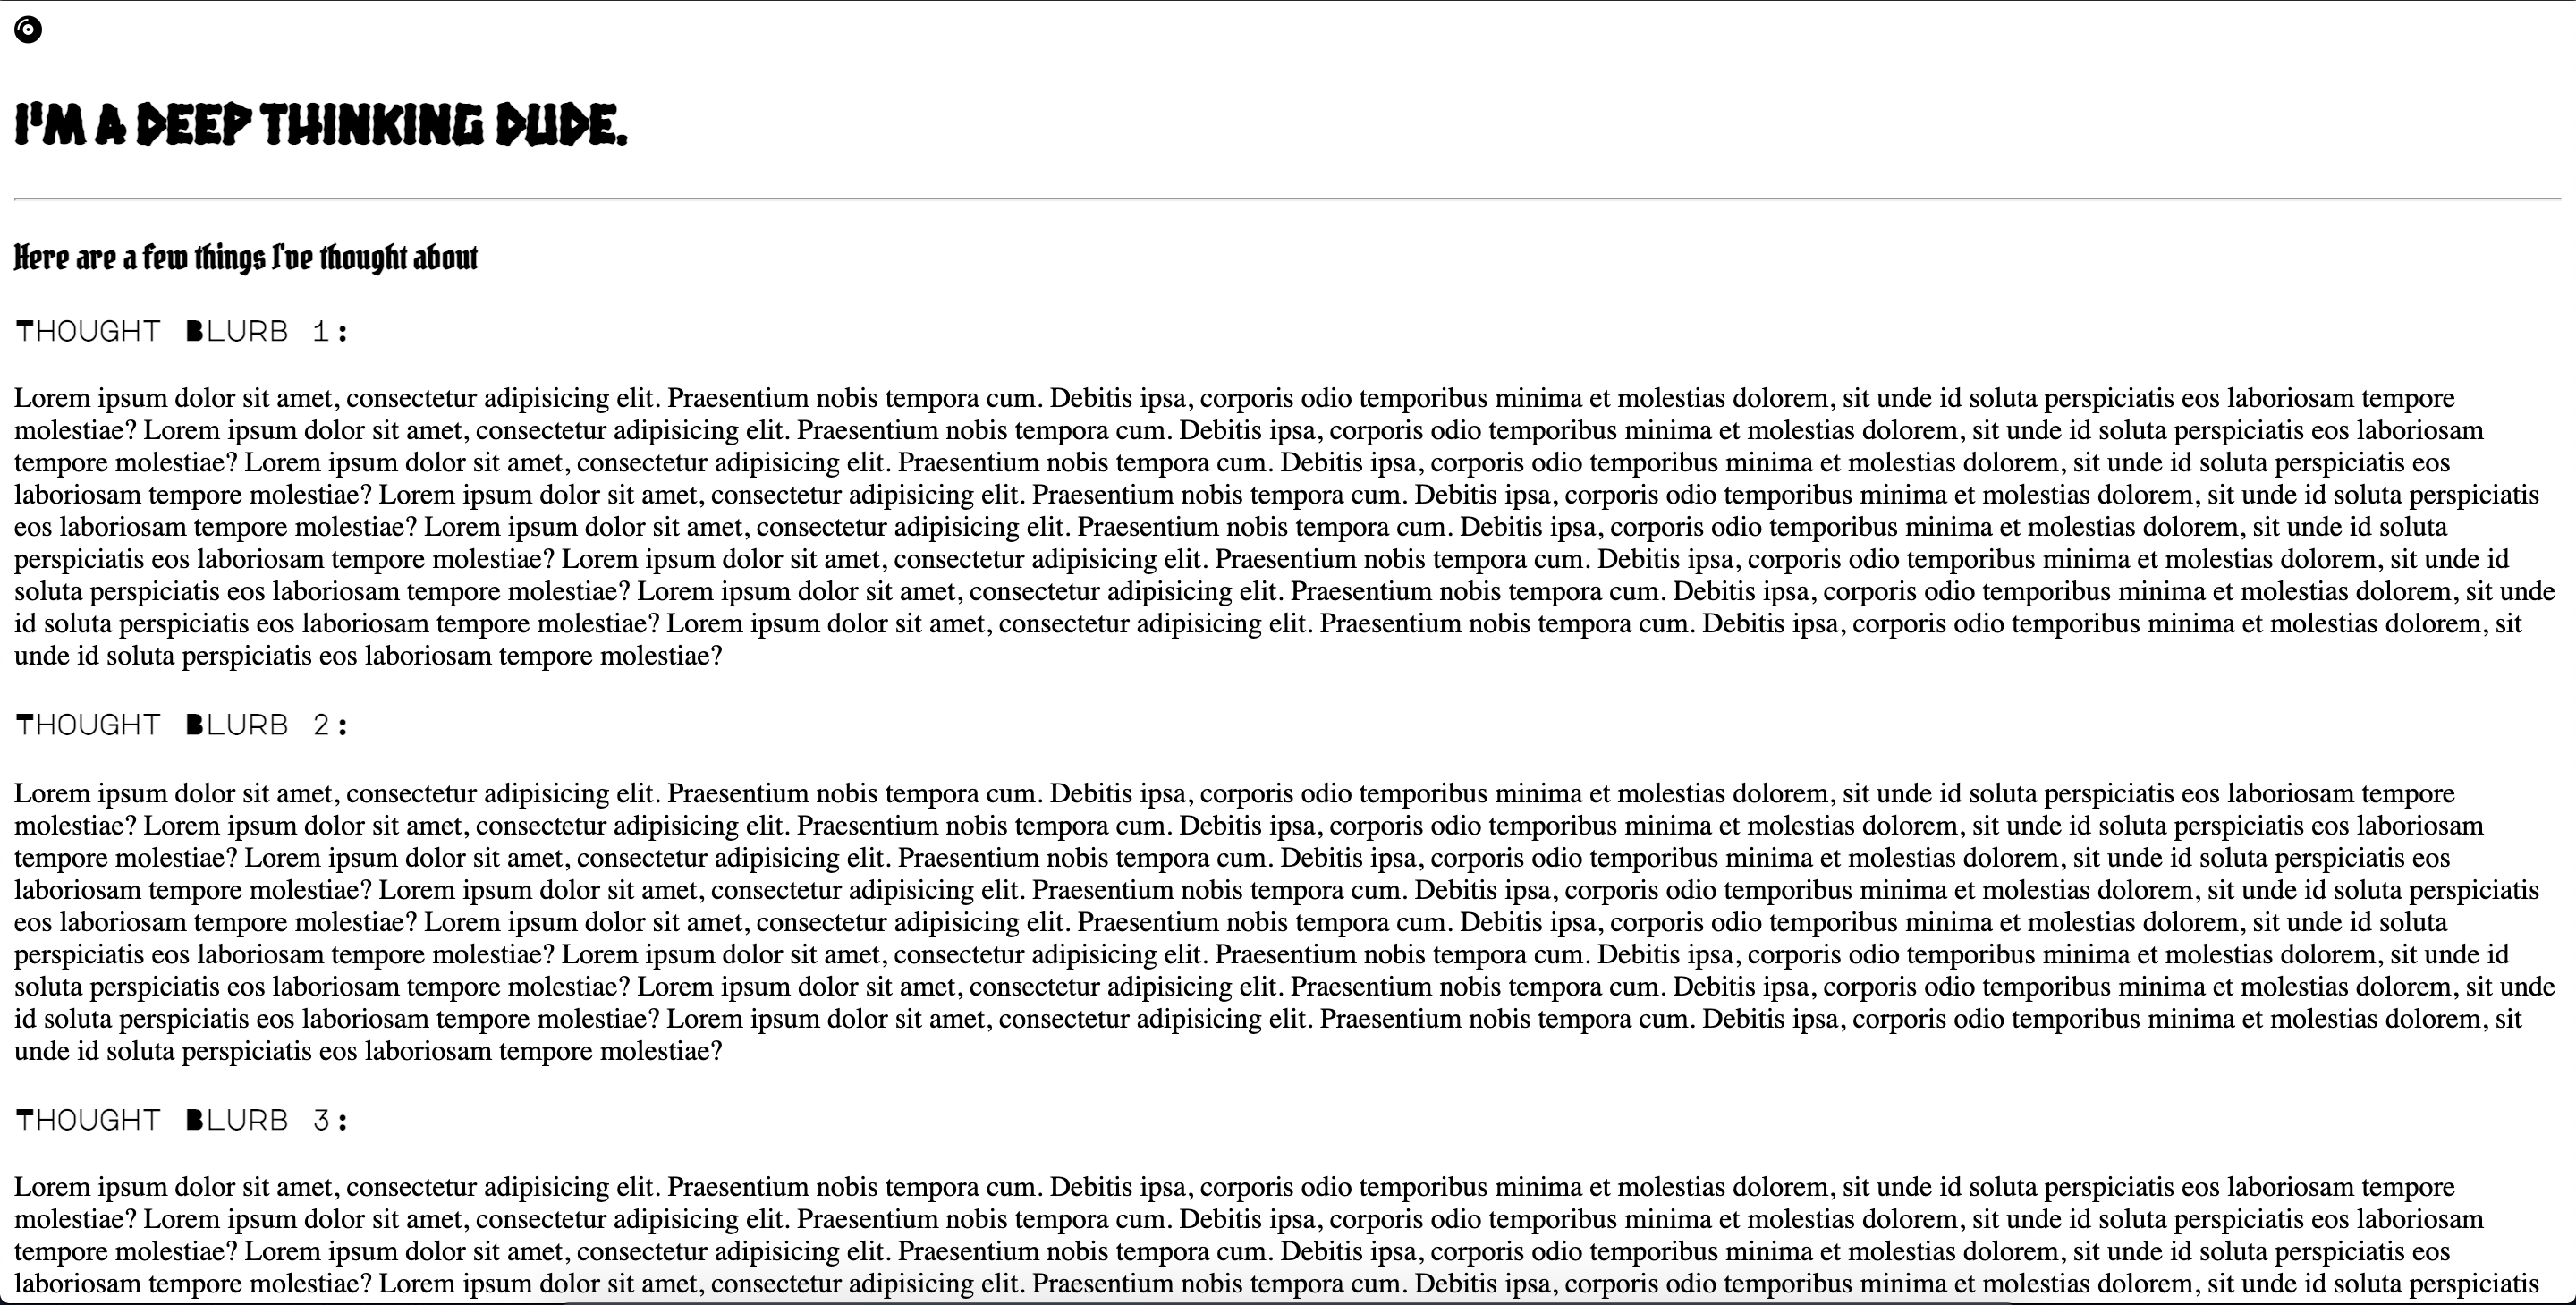 I'M A DEEP THINKING DUDE.
Here are a few things I've thought about
Thought Blurb 1:
Lorem ipsum dolor sit amet, consectetur adipisicing elit. Praesentium nobis tempora cum. Debitis ipsa, corporis odio temporibus minima et molestias dolorem, sit unde id soluta perspiciatis eos laboriosam tempore
molestiae? Lorem ipsum dolor sit amet, consectetur adipisicing elit. Praesentium nobis tempora cum. Debitis ipsa, corporis odio temporibus minima et molestias dolorem, sit unde id soluta perspiciatis eos laboriosam
tempore molestiae? Lorem ipsum dolor sit amet, consectetur adipisicing elit. Praesentium nobis tempora cum. Debitis ipsa, corporis odio temporibus minima et molestias dolorem, sit unde id soluta perspiciatis eos
laboriosam tempore molestiae? Lorem ipsum dolor sit amet, consectetur adipisicing elit. Praesentium nobis tempora cum. Debitis ipsa, corporis odio temporibus minima et molestias dolorem, sit unde id soluta perspiciatis
eos laboriosam tempore molestiae? Lorem ipsum dolor sit amet, consectetur adipisicing elit. Praesentium nobis tempora cum. Debitis ipsa, corporis odio temporibus minima et molestias dolorem, sit unde id soluta
perspiciatis eos laboriosam tempore molestiae? Lorem ipsum dolor sit amet, consectetur adipisicing elit. Praesentium nobis tempora cum. Debitis ipsa, corporis odio temporibus minima et molestias dolorem, sit unde id
soluta perspiciatis eos laboriosam tempore molestiae? Lorem ipsum dolor sit amet, consectetur adipisicing elit. Praesentium nobis tempora cum. Debitis ipsa, corporis odio temporibus minima et molestias dolorem, sit unde
id soluta perspiciatis eos laboriosam tempore molestiae? Lorem ipsum dolor sit amet, consectetur adipisicing elit. Praesentium nobis tempora cum. Debitis ipsa, corporis odio temporibus minima et molestias dolorem, sit
unde id soluta perspiciatis eos laboriosam tempore molestiae?
Thought Blurb 2:
Lorem ipsum dolor sit amet, consectetur adipisicing elit. Praesentium nobis tempora cum. Debitis ipsa, corporis odio temporibus minima et molestias dolorem, sit unde id soluta perspiciatis eos laboriosam tempore
molestiae? Lorem ipsum dolor sit amet, consectetur adipisicing elit. Praesentium nobis tempora cum. Debitis ipsa, corporis odio temporibus minima et molestias dolorem, sit unde id soluta perspiciatis eos laboriosam
tempore molestiae? Lorem ipsum dolor sit amet, consectetur adipisicing elit. Praesentium nobis tempora cum. Debitis ipsa, corporis odio temporibus minima et molestias dolorem, sit unde id soluta perspiciatis eos
laboriosam tempore molestiae? Lorem ipsum dolor sit amet, consectetur adipisicing elit. Praesentium nobis tempora cum. Debitis ipsa, corporis odio temporibus minima et molestias dolorem, sit unde id soluta perspiciatis
eos laboriosam tempore molestiae? Lorem ipsum dolor sit amet, consectetur adipisicing elit. Praesentium nobis tempora cum. Debitis ipsa, corporis odio temporibus minima et molestias dolorem, sit unde id soluta
perspiciatis eos laboriosam tempore molestiae? Lorem ipsum dolor sit amet, consectetur adipisicing elit. Praesentium nobis tempora cum. Debitis ipsa, corporis odio temporibus minima et molestias dolorem, sit unde id
soluta perspiciatis eos laboriosam tempore molestiae? Lorem ipsum dolor sit amet, consectetur adipisicing elit. Praesentium nobis tempora cum. Debitis ipsa, corporis odio temporibus minima et molestias dolorem, sit unde
id soluta perspiciatis eos laboriosam tempore molestiae? Lorem ipsum dolor sit amet, consectetur adipisicing elit. Praesentium nobis tempora cum. Debitis ipsa, corporis odio temporibus minima et molestias dolorem, sit
unde id soluta perspiciatis eos laboriosam tempore molestiae?
Thought Blurb 3:
Lorem ipsum dolor sit amet, consectetur adipisicing elit. Praesentium nobis tempora cum. Debitis ipsa, corporis odio temporibus minima et molestias dolorem, sit unde id soluta perspiciatis eos laboriosam tempore
molestiae? Lorem ipsum dolor sit amet, consectetur adipisicing elit. Praesentium nobis tempora cum. Debitis ipsa, corporis odio temporibus minima et molestias dolorem, sit unde id soluta perspiciatis eos laboriosam
tempore molestiae? Lorem ipsum dolor sit amet, consectetur adipisicing elit. Praesentium nobis tempora cum. Debitis ipsa, corporis odio temporibus minima et molestias dolorem, sit unde id soluta perspiciatis eos
laboriosam tempore molestiae? Lorem ipsum dolor sit amet, consectetur adipisicing elit. Praesentium nobis tempora cum. Debitis ipsa, corporis odio temporibus minima et molestias dolorem, sit unde id soluta perspiciatis